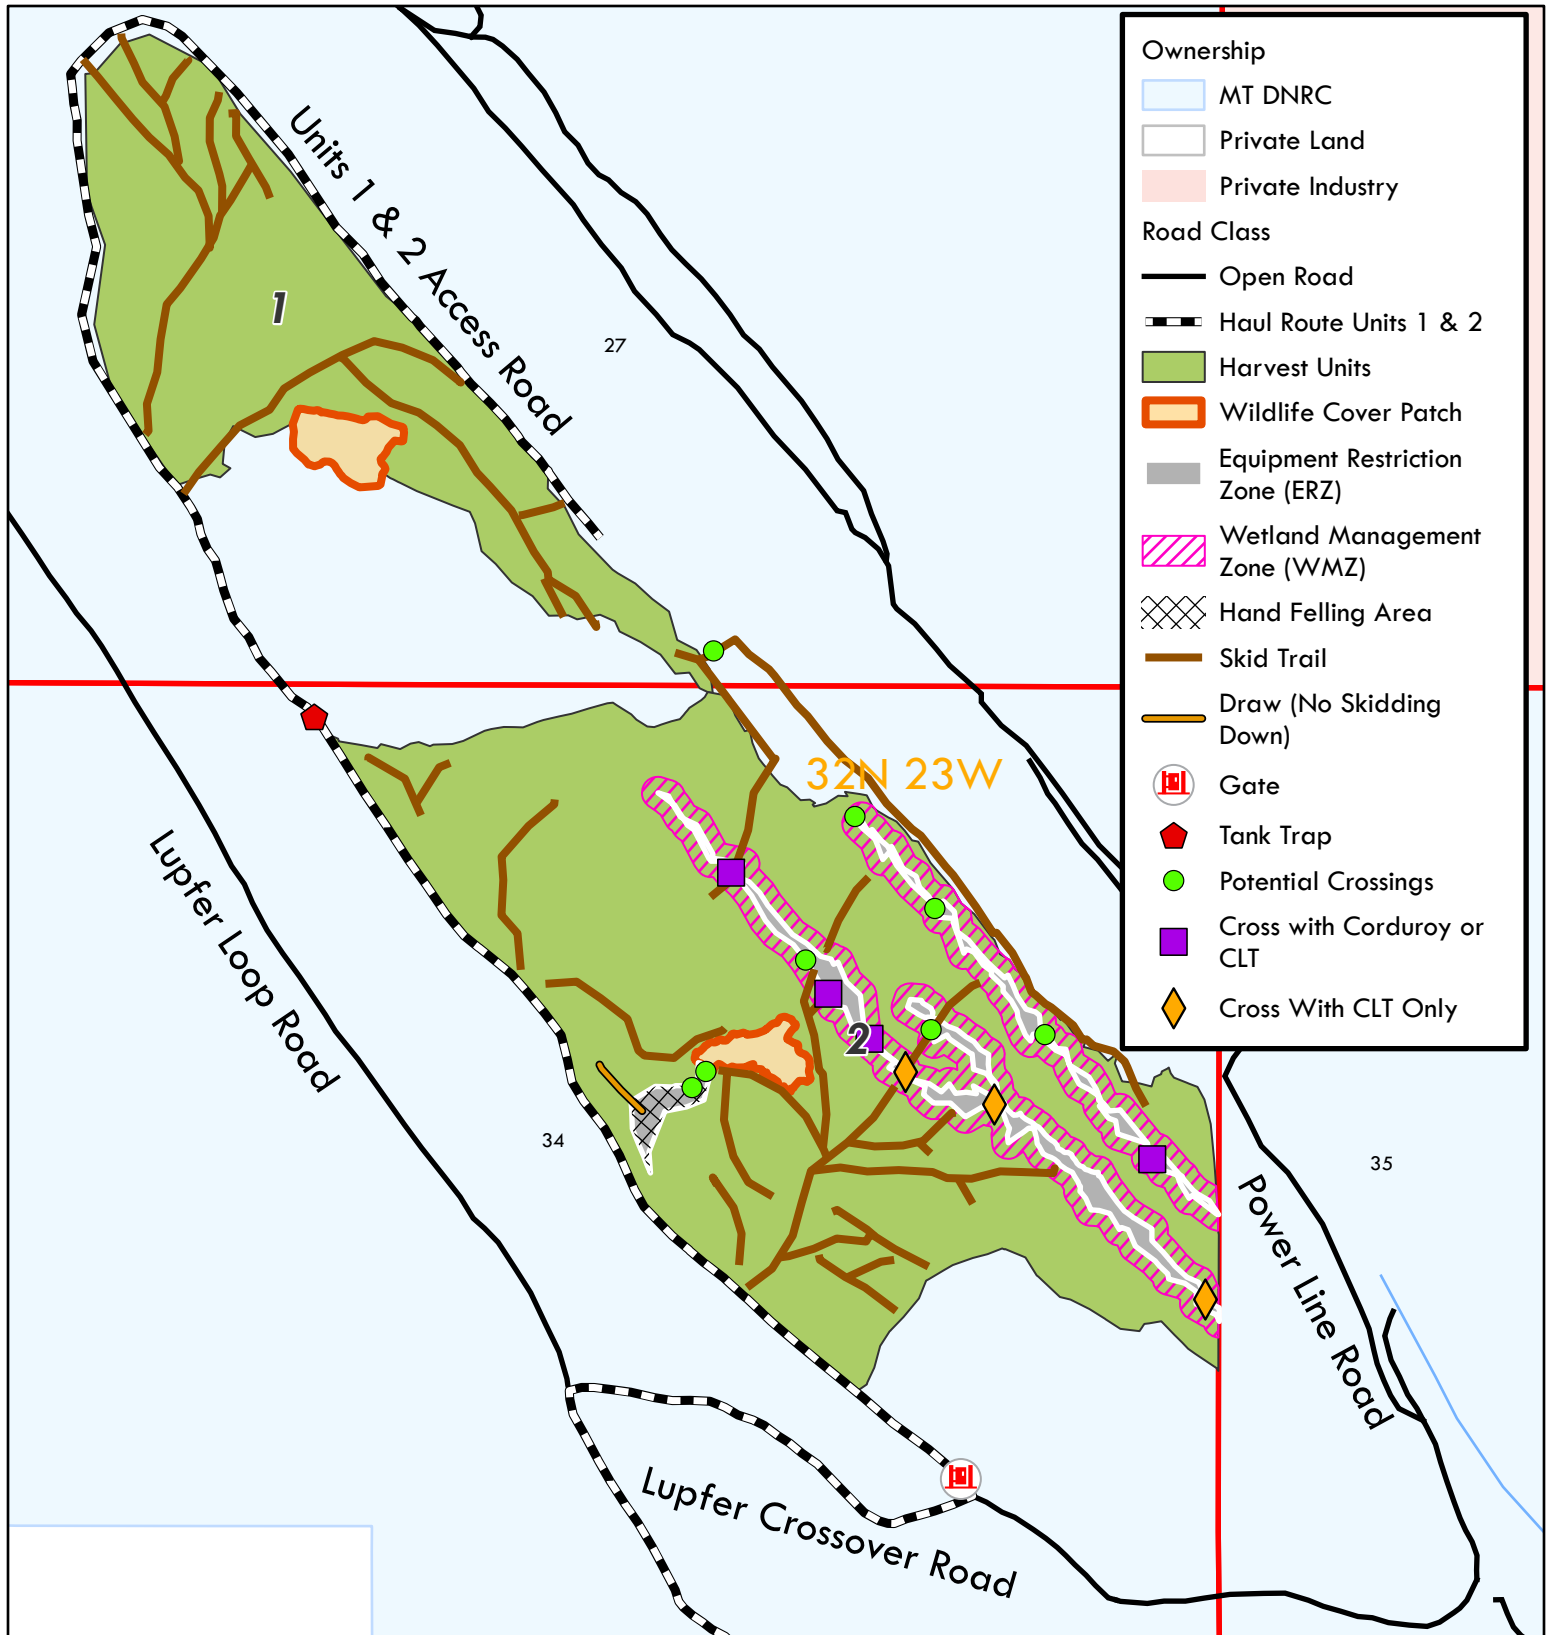 Ownership
MT DNRC
Private Land
Private Industry
Road Class
Open Road
Haul Route Units 1 & 2
Harvest Units
Wildlife Cover Patch
Equipment Restriction
Zone (ERZ)
Wetland Management
Zone (WMZ)
Hand Felling Area
Skid Trail
Draw (No Skidding
Down)
Gate
Tank Trap
Potential Crossings
Cross with Corduroy or
CLT
Cross With CLT Only
Units 1 & 2 Access Road
1
27
32N 23W
Lupfer Loop Road
2
34
35
Power Line Road
Lupfer Crossover Road